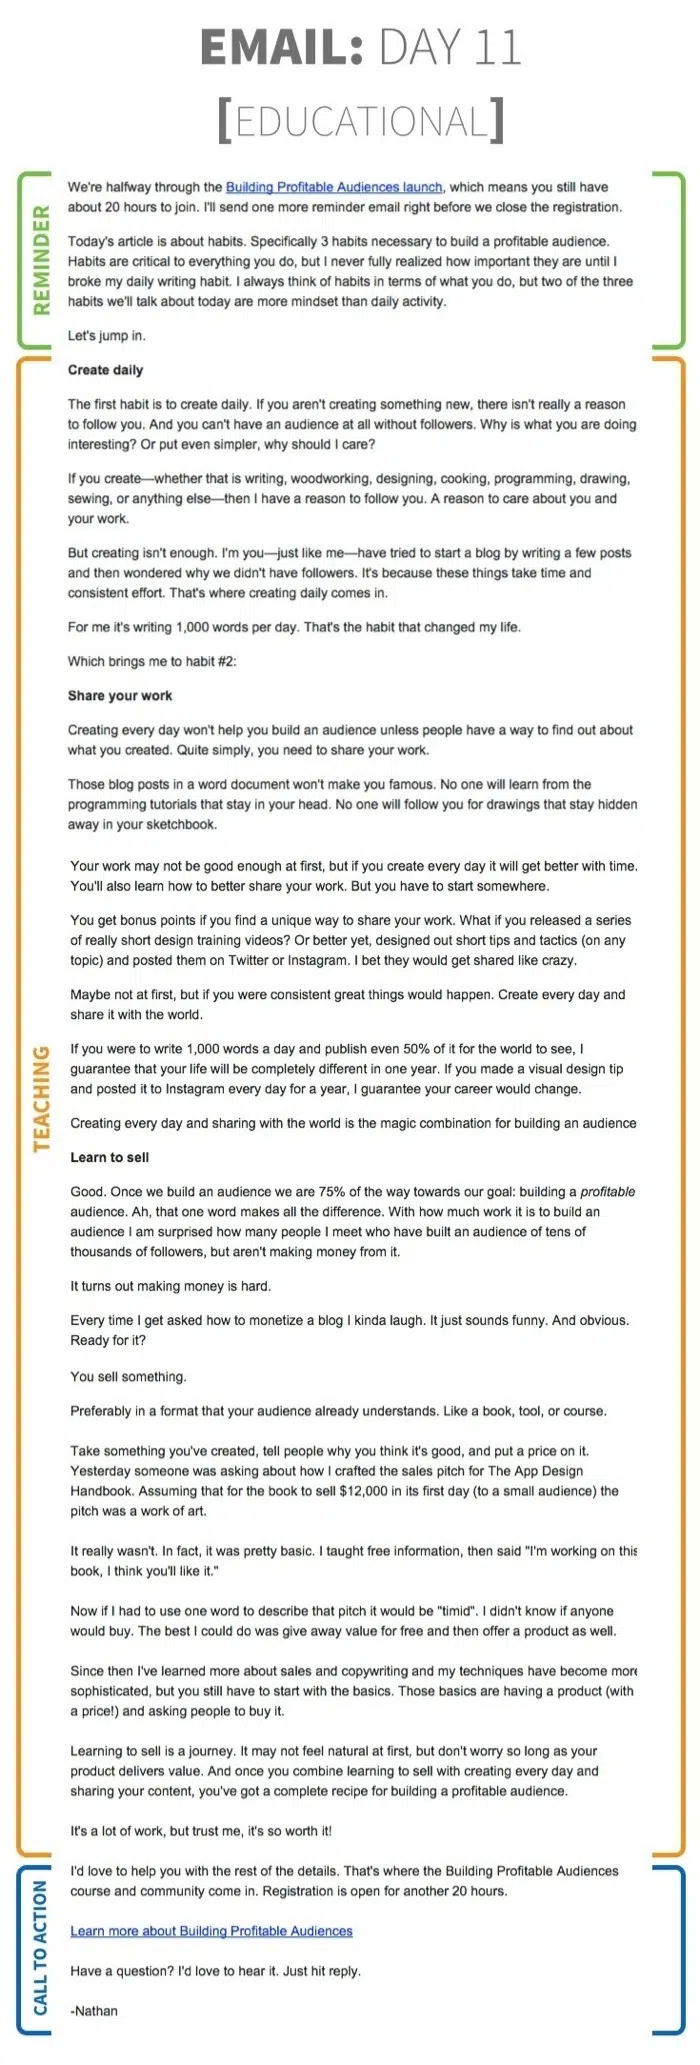 EMAIL: DAY 11
[EDUCATIONAL]
REMINDER
We're halfway through the Building Profitable Audiences launch, which means you still have
about 20 hours to join. I'll send one more reminder email right before we close the registration.
Today's article is about habits. Specifically 3 habits necessary to build a profitable audience.
Habits are critical to everything you do, but I never fully realized how important they are until I
broke my daily writing habit. I always think of habits in terms of what you do, but two of the three
habits we'll talk about today are more mindset than daily activity.
Let's jump in.
TEACHING
Create daily
The first habit is to create daily. If you aren't creating something new, there isn't really a reason
to follow you. And you can't have an audience at all without followers. Why is what you are doing
interesting? Or put even simpler, why should I care?
If you create—whether that is writing, woodworking, designing, cooking, programming, drawing,
sewing, or anything else—then I have a reason to follow you. A reason to care about you and
your work.
But creating isn't enough. I'm you—just like me—have tried to start a blog by writing a few posts
and then wondered why we didn't have followers. It's because these things take time and
consistent effort. That's where creating daily comes in.
For me it's writing 1,000 words per day. That's the habit that changed my life.
Which brings me to habit #2:
Share your work
Creating every day won't help you build an audience unless people have a way to find out about
what you created. Quite simply, you need to share your work.
Those blog posts in a word document won't make you famous. No one will learn from the
programming tutorials that stay in your head. No one will follow you for drawings that stay hidden
away in your sketchbook.
Your work may not be good enough at first, but if you create every day it will get better with time.
You'll also learn how to better share your work. But you have to start somewhere.
You get bonus points if you find a unique way to share your work. What if you released a series
of really short design training videos? Or better yet, designed out short tips and tactics (on any
topic) and posted them on Twitter or Instagram. I bet they would get shared like crazy.
Maybe not at first, but if you were consistent great things would happen. Create every day and
share it with the world.
If you were to write 1,000 words a day and publish even 50% of it for the world to see, I
guarantee that your life will be completely different in one year. If you made a visual design tip
and posted it to Instagram every day for a year, I guarantee your career would change.
Creating every day and sharing with the world is the magic combination for building an audience
Learn to sell
Good. Once we build an audience we are 75% of the way towards our goal: building a profitable
audience. Ah, that one word makes all the difference. With how much work it is to build an
audience I am surprised how many people I meet who have built an audience of tens of
thousands of followers, but aren't making money from it.
It turns out making money is hard.
Every time I get asked how to monetize a blog I kinda laugh. It just sounds funny. And obvious.
Ready for it?
You sell something.
Preferably in a format that your audience already understands. Like a book, tool, or course.
Take something you've created, tell people why you think it's good, and put a price on it.
Yesterday someone was asking about how I crafted the sales pitch for The App Design
Handbook. Assuming that for the book to sell $12,000 in its first day (to a small audience) the
pitch was a work of art.
It really wasn't. In fact, it was pretty basic. I taught free information, then said "I'm working on this
book, I think you'll like it."
Now if I had to use one word to describe that pitch it would be "timid". I didn't know if anyone
would buy. The best I could do was give away value for free and then offer a product as well.
Since then I've learned more about sales and copywriting and my techniques have become more
sophisticated, but you still have to start with the basics. Those basics are having a product (with
a price!) and asking people to buy it.
Learning to sell is a journey. It may not feel natural at first, but don't worry so long as your
product delivers value. And once you combine learning to sell with creating every day and
sharing your content, you've got a complete recipe for building a profitable audience.
It's a lot of work, but trust me, it's so worth it!
CALL TO ACTION
I'd love to help you with the rest of the details. That's where the Building Profitable Audiences
course and community come in. Registration is open for another 20 hours.
Learn more about Building Profitable Audiences
Have a question? I'd love to hear it. Just hit reply.
-Nathan